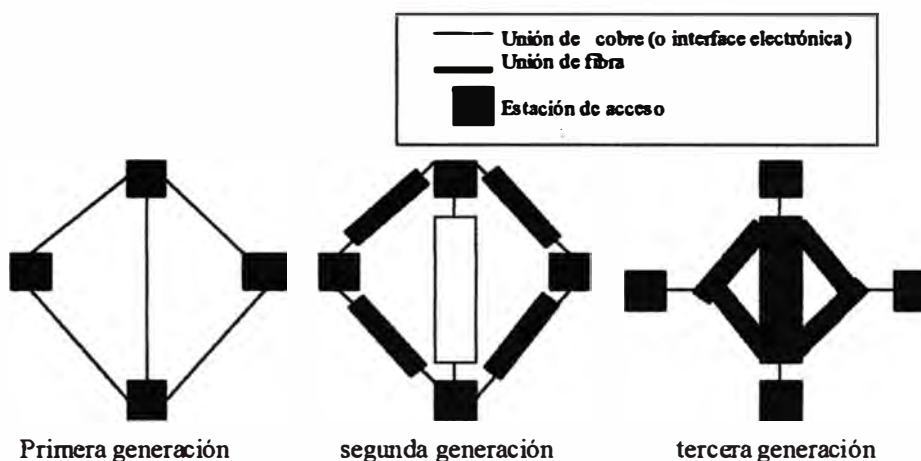 Unión de cobre (o interface electrónica)
Unión de fibra
Estación de acceso
Primera generación
segunda generación
tercera generación